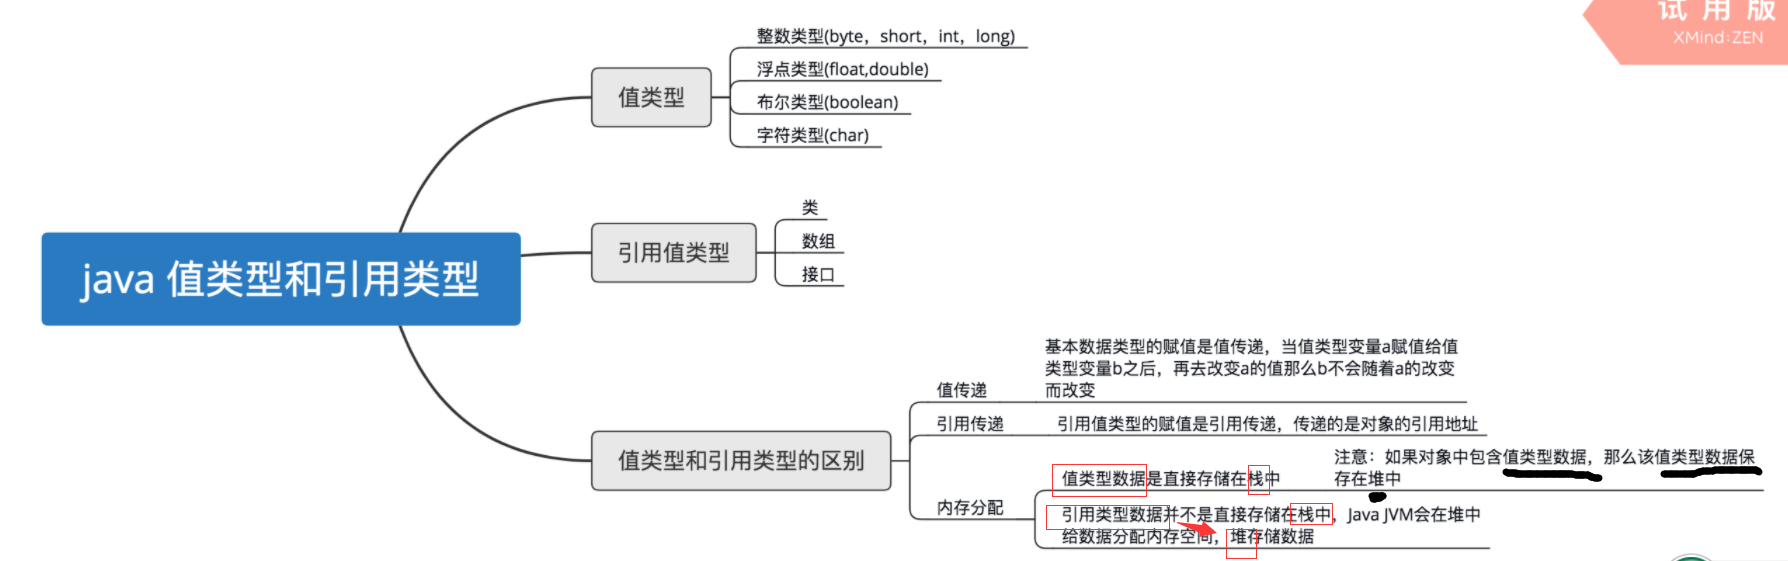 试用版
XMind:ZEN
整数类型(byte，short，int，long)
浮点类型(float,double)
值类型
布尔类型(boolean)
字符类型(char)
类
引用值类型
数组
接口
java 值类型和引用类型
基本数据类型的赋值是值传递，当值类型变量a赋值给值
类型变量b之后，再去改变a的值那么b不会随着a的改变
而改变
值传递
引用传递
引用值类型的赋值是引用传递，传递的是对象的引用地址
值类型和引用类型的区别
注意：如果对象中包含值类型数据，那么该值类型数据保
存在堆中
值类型数据是直接存储在栈中
内存分配
引用类型数据并不是直接存储在栈中，Java JVM会在堆中
给数据分配内存空间，堆存储数据